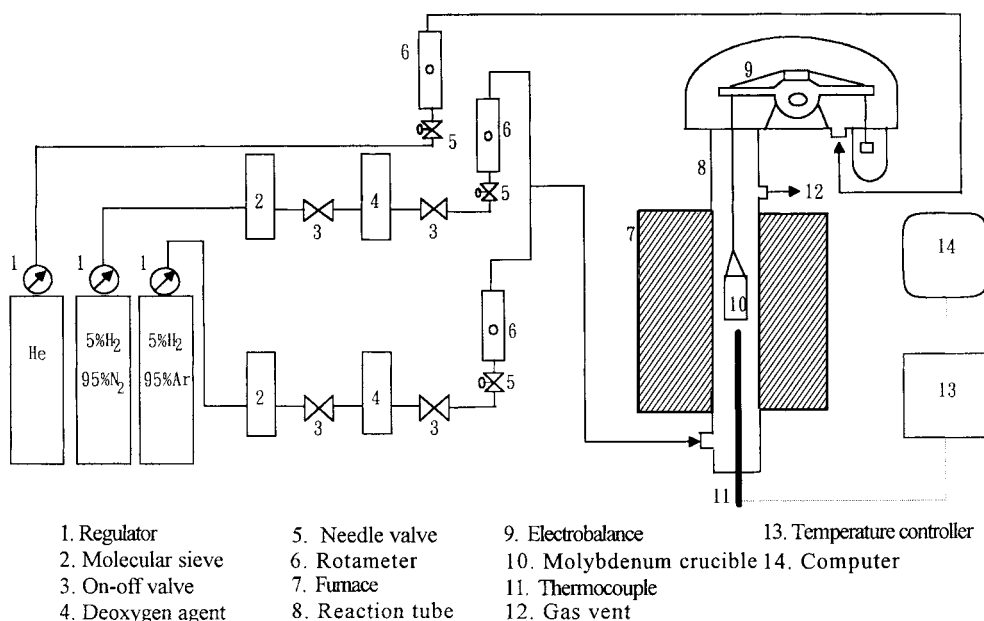 6
5
6
5
9
8
12
2
3
4
3
7
14
1
1
1
10
He
5%H2
95%N2
5%H2
95%Ar
6
5
2
3
4
3
13
11
1. Regulator
2. Molecular sieve
3. On-off valve
4. Deoxygen agent
5. Needle valve
6. Rotameter
7. Furnace
8. Reaction tube
9. Electrobalance
10. Molybdenum crucible
11. Thermocouple
12. Gas vent
13. Temperature controller
14. Computer